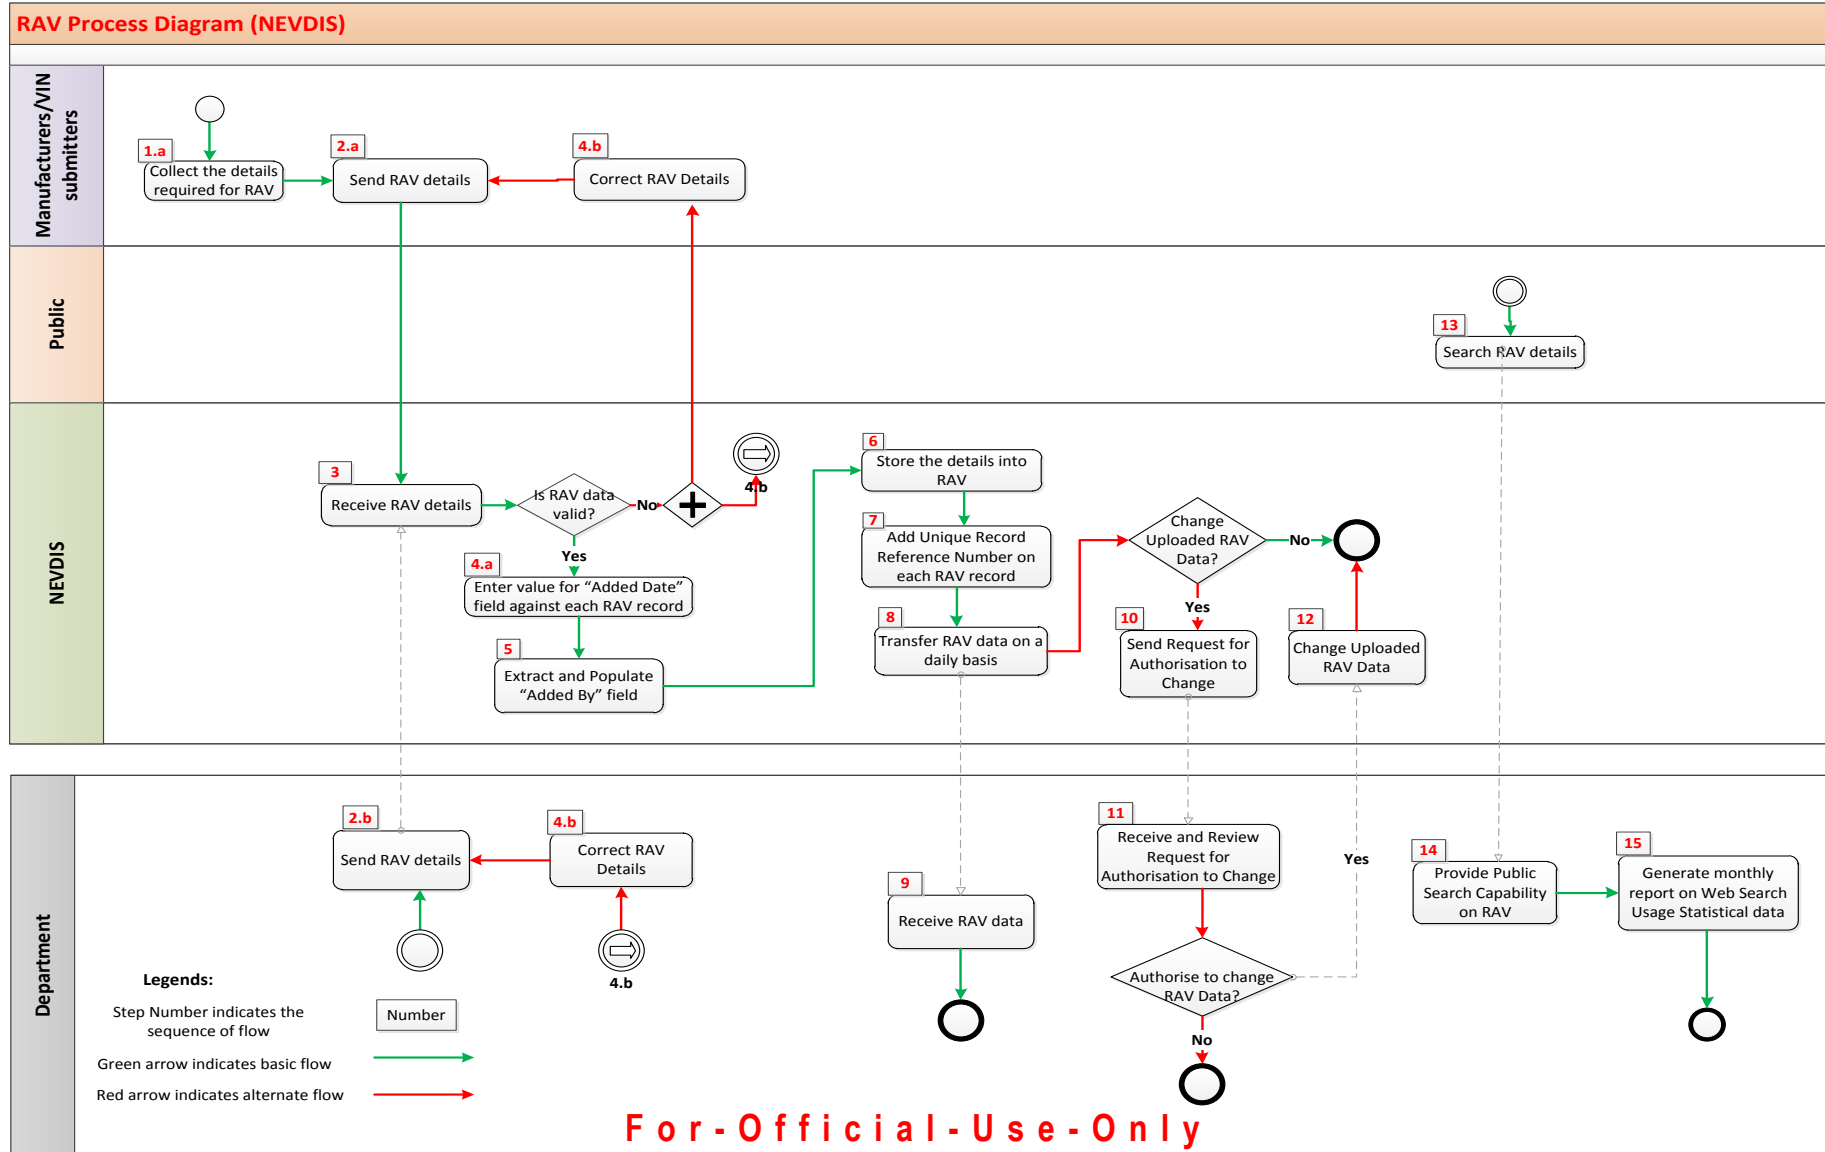 RAV Process Diagram (NEVDIS)
Manufacturers/VIN
submitters
1.a
Collect the details
required for RAV
2.a
Send RAV details
4.b
Correct RAV Details
Public
13
Search RAV details
NEVDIS
3
Receive RAV details
Is RAV data
valid?
No
4.b
Yes
4.a
Enter value for “Added Date”
field against each RAV record
5
Extract and Populate
“Added By” field
6
Store the details into
RAV
7
Add Unique Record
Reference Number on
each RAV record
8
Transfer RAV data on a
daily basis
Change
Uploaded RAV
Data?
No
Yes
10
Send Request for
Authorisation to
Change
12
Change Uploaded
RAV Data
Department
2.b
Send RAV details
4.b
Correct RAV
Details
4.b
9
Receive RAV data
11
Receive and Review
Request for
Authorisation to Change
Yes
Authorise to change
RAV Data?
No
14
Provide Public
Search Capability
on RAV
15
Generate monthly
report on Web Search
Usage Statistical data
Legends:
Step Number indicates the
sequence of flow
Number
Green arrow indicates basic flow
Red arrow indicates alternate flow
For-Official-Use-Only